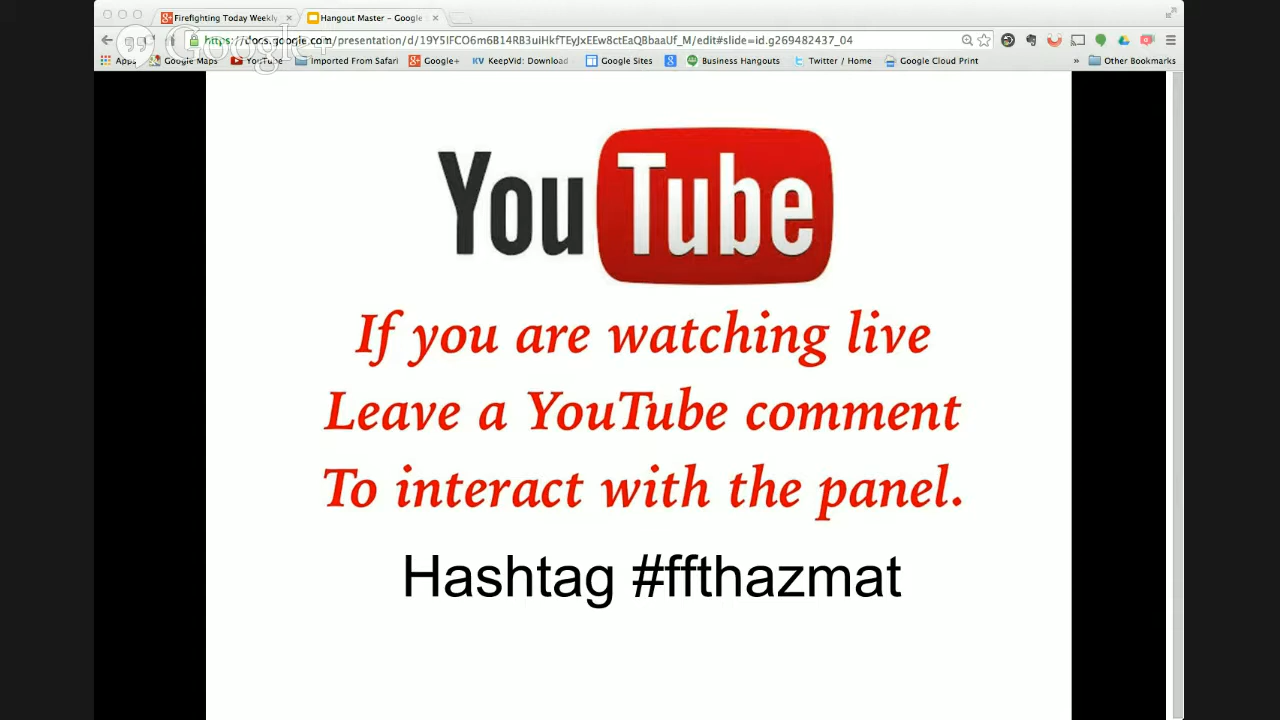 Firefighting Today Weekly
Hangout Master - Google
Google+
https://docs.google.com/presentation/d/19Y5IFCO6m6B14RB3uiHkfTEyJxEEw8ctEaQBbaaUf_M/edit#slide=id.g269482437_04
Apps Google Maps YouTube Imported From Safari Google+ KeepVid: Download Google Sites Business Hangouts Twitter / Home Google Cloud Print » Other Bookmarks
YouTube
If you are watching live
Leave a YouTube comment
To interact with the panel.
Hashtag #ffthazmat